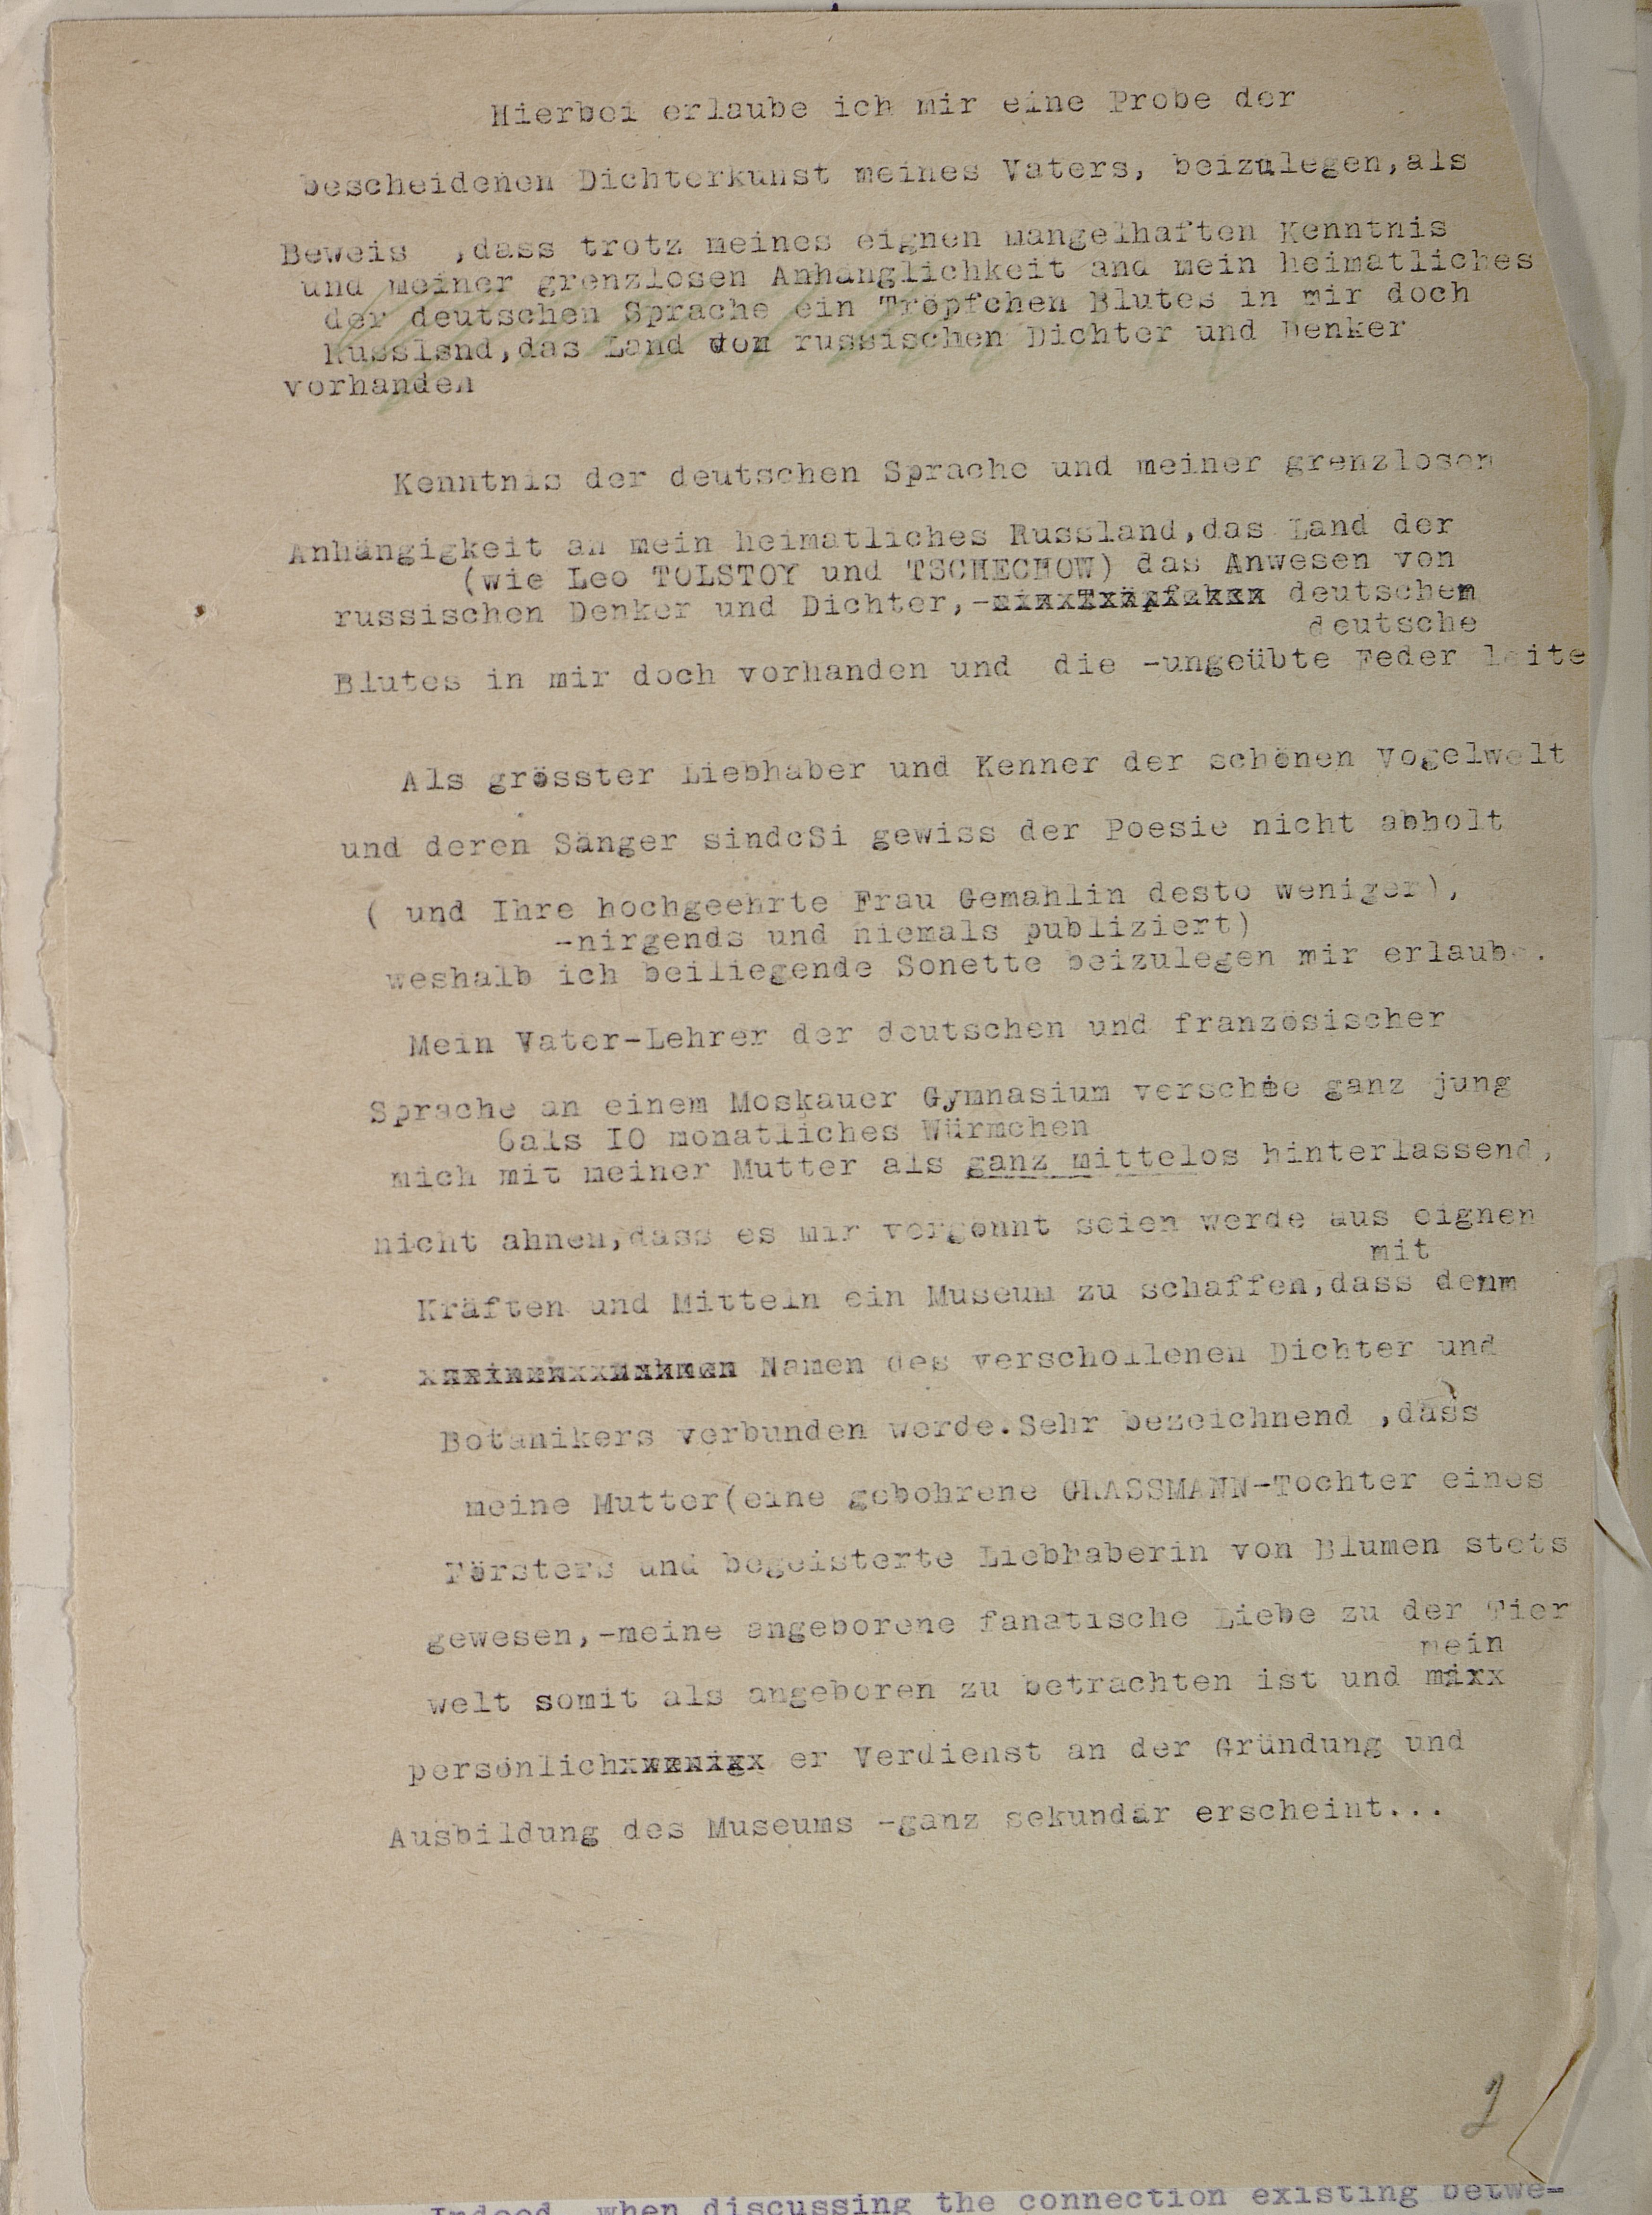 Hierbei erlaube ich mir eine Probe der
bescheidenen Dichterkunst meines Vaters, beizulegen,als
Beweis ,dass trotz meines eignen mangelhaften Kenntnis
und meiner grenzlosen Anhänglichkeit and mein heimatliches
der deutschen Sprache ein Tröpfchen Blutes in mir doch
Russlsnd,das Land von russischen Dichter und Denker
vorhanden
Kenntnis der deutschen Sprache und meiner grenzlosen
Anhängigkeit an mein heimatliches Russland,das Land der
(wie Leo TOLSTOY und TSCHECHOW) das Anwesen von
russischen Denker und Dichter,- deutschen
deutsche
Blutes in mir doch vorhanden und die -ungeübte Feder leite
Als grösster Liebhaber und Kenner der schönen Vogelwelt
und deren Sänger sindeSi gewiss der Poesie nicht abholt
( und Ihre hochgeehrte Frau Gemahlin desto weniger),
-nirgends und niemals publiziert)
weshalb ich beiliegende Sonette beizulegen mir erlaube.
Mein Vater-Lehrer der deutschen und französischer
Sprache an einem Moskauer Gymnasium verschie ganz jung
6als IO monatliches Würmchen
mich mit meiner Mutter als ganz mittelos hinterlassend,
nicht ahnen,dass es mir vergönnt seien werde aus eignen
mit
Kräften und Mitteln ein Museum zu schaffen,dass denm
Namen des verschollenen Dichter und
Botanikers verbunden werde.Sehr bezeichnend ,dass
meine Mutter(eine gebohrene GRASSMANN-Tochter eines
Försters und begeisterte Liebhaberin von Blumen stets
gewesen,-meine angeborene fanatische Liebe zu der Tier
mein
welt somit als angeboren zu betrachten ist und mixx
persönlichxwenigx er Verdienst an der Gründung und
Ausbildung des Museums -ganz sekundär erscheint...
2
Indeed, when discussing the connection existing betwe-